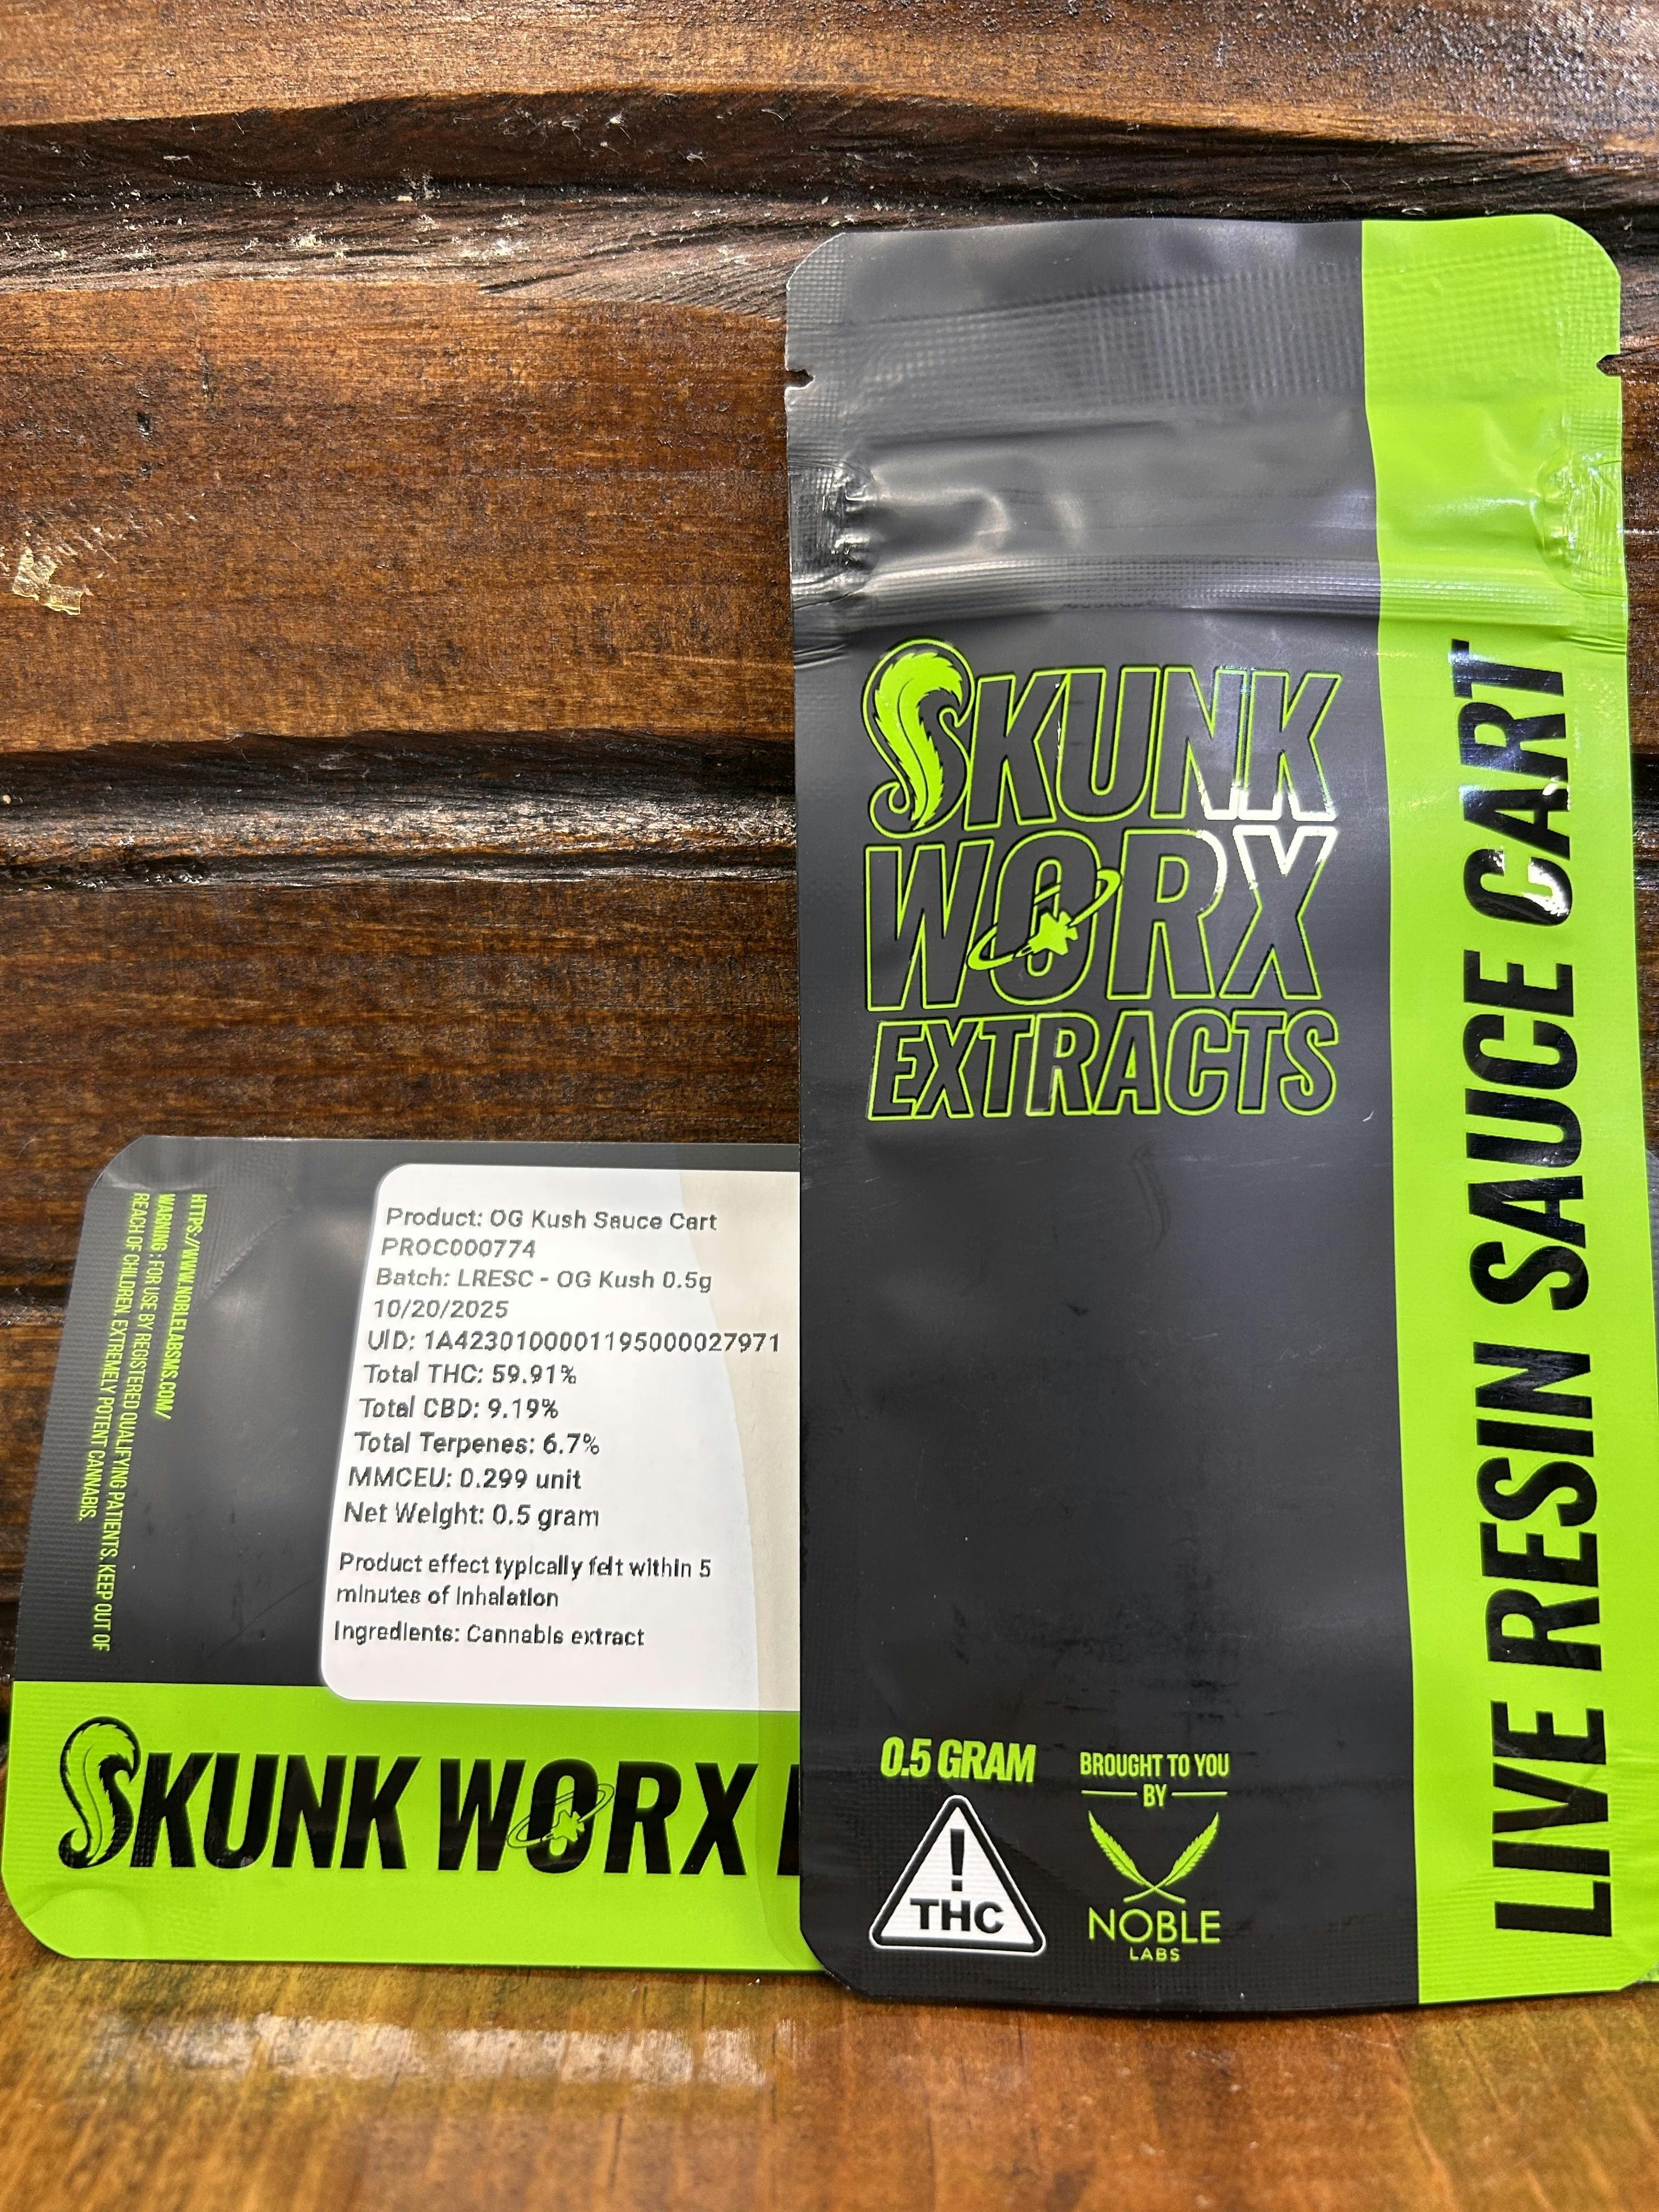 HTTPS://WWW.NOBLELABSMS.COM/
WARNING : FOR USE BY REGISTERED QUALIFYING PATIENTS. KEEP OUT OF
REACH OF CHILDREN. EXTREMELY POTENT CANNABIS.
Product: OG Kush Sauce Cart
PROC000774
Batch: LRESC - OG Kush 0.5g
10/20/2025
UID: 1A4230100001195000027971
Total THC: 59.91%
Total CBD: 9.19%
Total Terpenes: 6.7%
MMCEU: 0.299 unit
Net Weight: 0.5 gram
Product effect typically felt within 5
minutes of inhalation
Ingredients: Cannabis extract
SKUNK WORX
SKUNK
WORX
EXTRACTS
0.5 GRAM
THC
BROUGHT TO YOU
BY
NOBLE
LABS
LIVE RESIN SAUCE CART